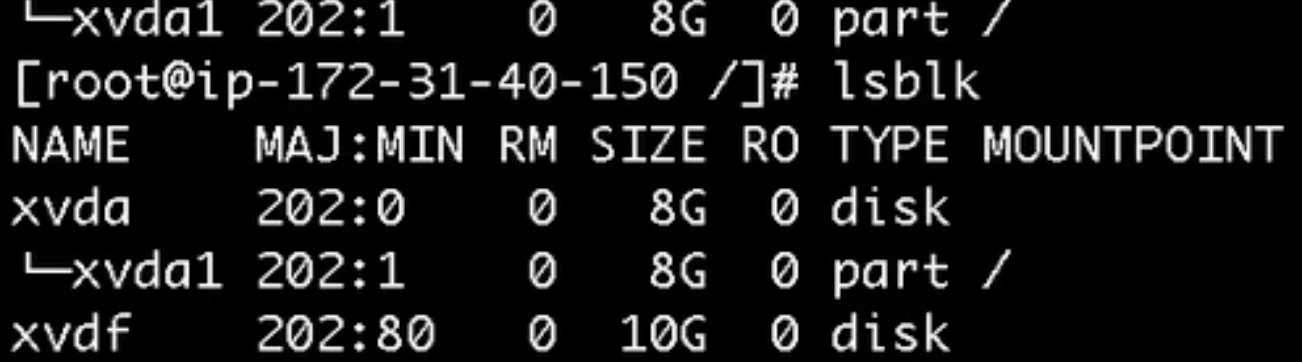 └─xvda1 202:1    0   8G  0 part /
[root@ip-172-31-40-150 /]# lsblk
NAME    MAJ:MIN RM SIZE RO TYPE MOUNTPOINT
xvda    202:0    0   8G  0 disk
└─xvda1 202:1    0   8G  0 part /
xvdf    202:80   0  10G  0 disk